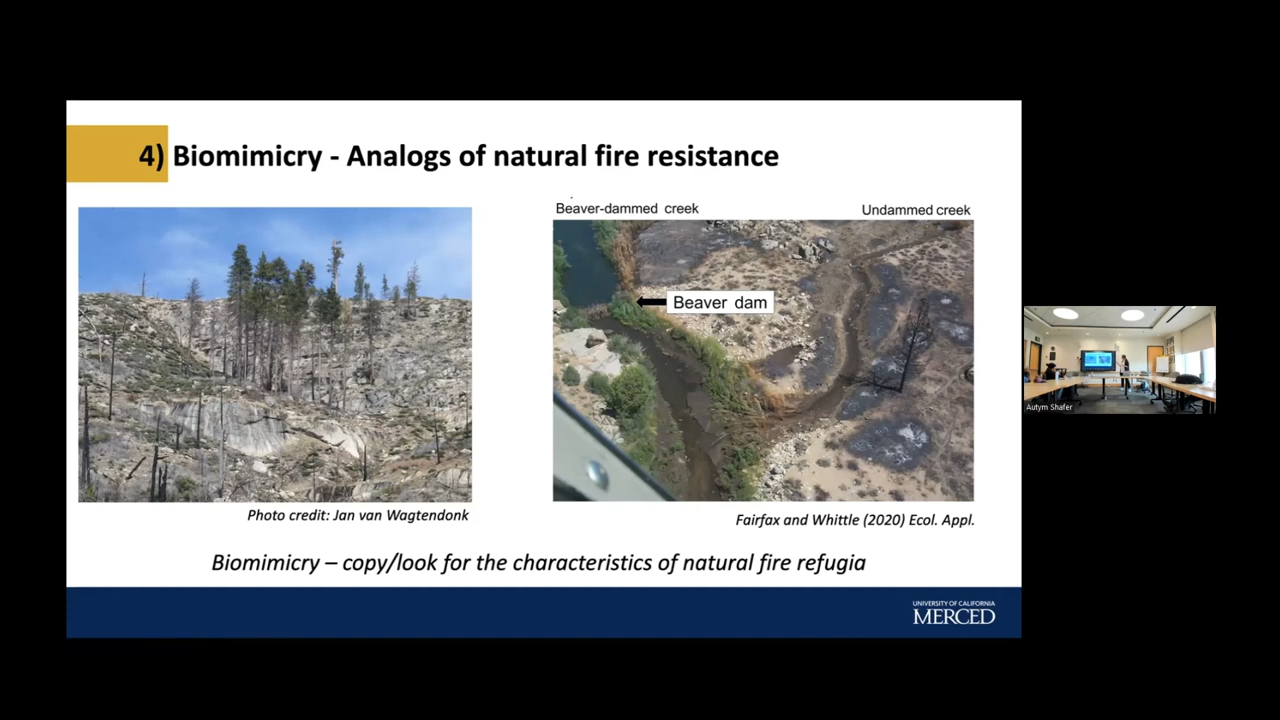 4) Biomimicry - Analogs of natural fire resistance
Beaver-dammed creek
Undammed creek
Beaver dam
Photo credit: Jan van Wagtendonk
Fairfax and Whittle (2020) Ecol. Appl.
Biomimicry – copy/look for the characteristics of natural fire refugia
UNIVERSITY OF CALIFORNIA
MERCED
Autym Shafer